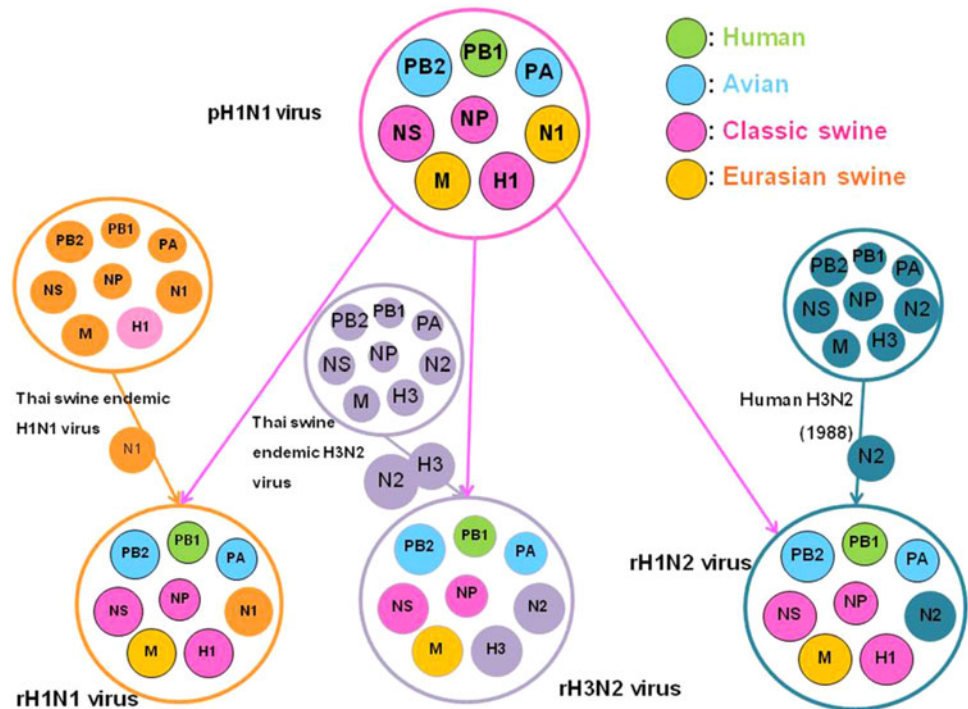 pH1N1 virus
PB2
PB1
PA
NS
NP
N1
M
H1
: Human
: Avian
: Classic swine
: Eurasian swine
PB2
PB1
PA
NS
NP
N1
M
H1
Thai swine endemic
H1N1 virus
N1
PB2
PB1
PA
NS
NP
N2
M
H3
Thai swine
endemic H3N2
virus
N2
H3
PB2
PB1
PA
NS
NP
N2
M
H3
Human H3N2
(1988)
N2
PB2
PB1
PA
NS
NP
N1
M
H1
rH1N1 virus
PB2
PB1
PA
NS
NP
N2
M
H3
rH3N2 virus
rH1N2 virus
PB2
PB1
PA
NS
NP
N2
M
H1